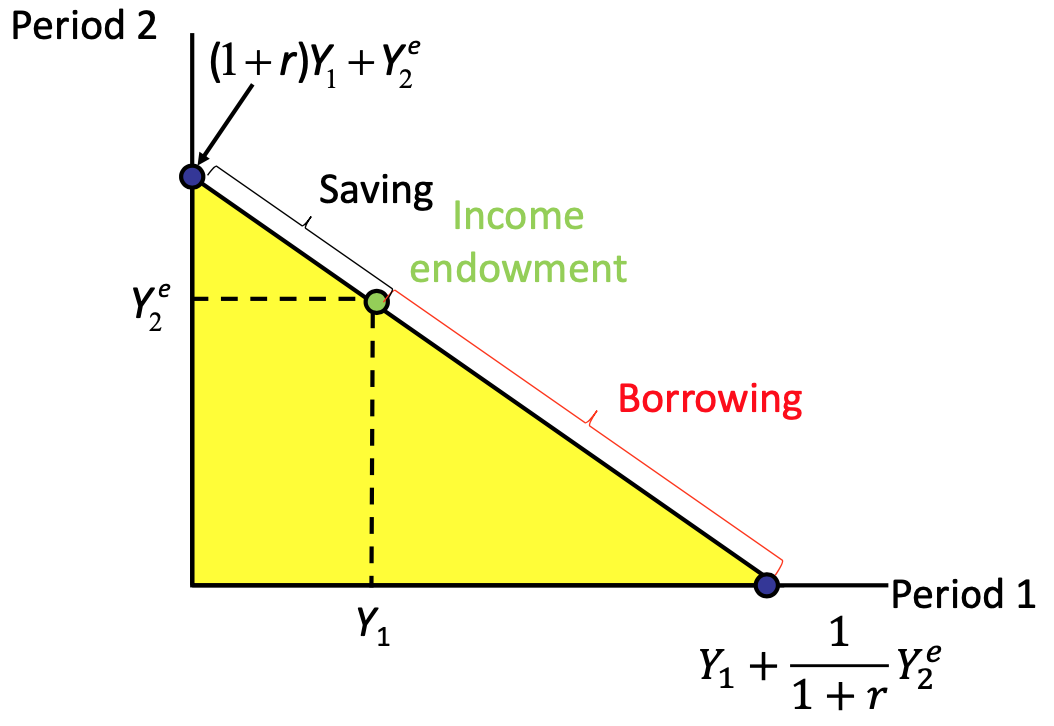 Period 2
(1+r)Y₁+Y₂ᵉ
Saving
Income
endowment
Y₂ᵉ
Borrowing
Period 1
Y₁
Y₁ + 1/(1 + r) Y₂ᵉ